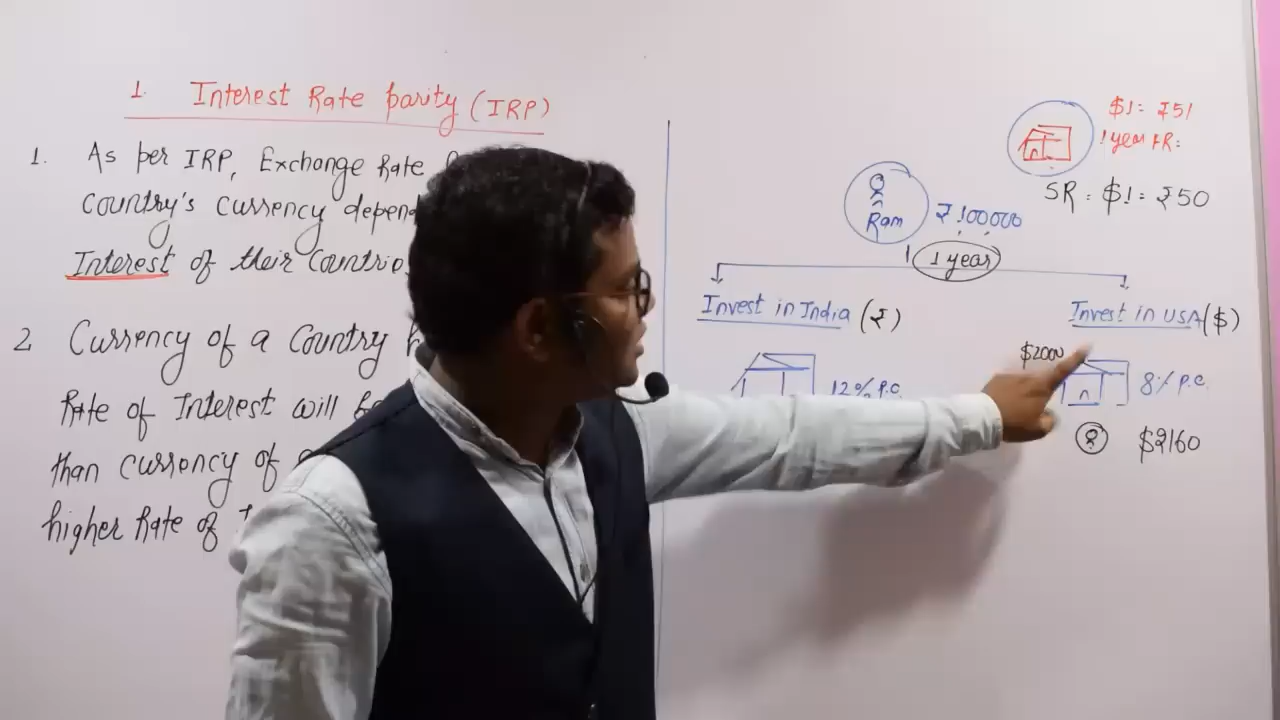 1. Interest Rate parity (IRP)
1. As per IRP, Exchange Rate
Country's currency depend
Interest of their Countrie
2 Currency of a Country
Rate of Interest will be
than currency of
higher Rate of
$1 = ₹51
1 year FR:
SR = $1 = ₹50
Ram ₹ 100000
1 year
Invest in India (₹)
12% p.a.
Invest in USA ($)
$2000
8% p.a.
$2160